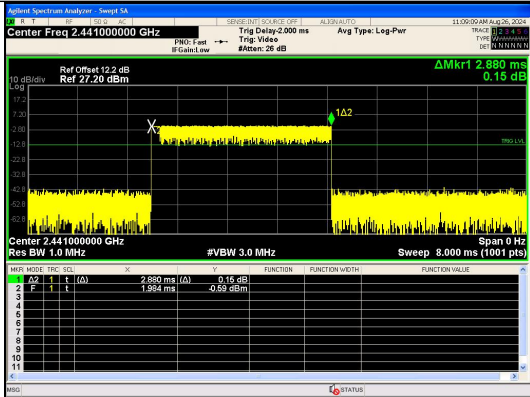 Agilent Spectrum Analyzer - Swept SA
R T RF 50 Ω AC SENSE:INT SOURCE OFF ALIGN AUTO 11:09:09 AM Aug 26, 2024
Center Freq 2.441000000 GHz Trig Delay-2.000 ms Avg Type: Log-Pwr TRACE 1 2 3 4 5 6
PNO: Fast Trig: Video TYPE
IFGain:Low #Atten: 26 dB DET N N N N N N
ΔMkr1 2.880 ms
Ref Offset 12.2 dB
10 dB/div Ref 27.20 dBm 0.15 dB
Log
17.2
7.20
-2.80
-12.8
-22.8
-32.8
-42.8
-52.8
-62.8
1Δ2
X2
TRIG LVL
Center 2.441000000 GHz Span 0 Hz
Res BW 1.0 MHz #VBW 3.0 MHz Sweep 8.000 ms (1001 pts)
MKR MODE TRC SCL X Y FUNCTION FUNCTION WIDTH FUNCTION VALUE
1 Δ2 1 t (Δ) 2.880 ms (Δ) 0.15 dB
2 F 1 t 1.984 ms -0.59 dBm
3
4
5
6
7
8
9
10
11
MSG STATUS